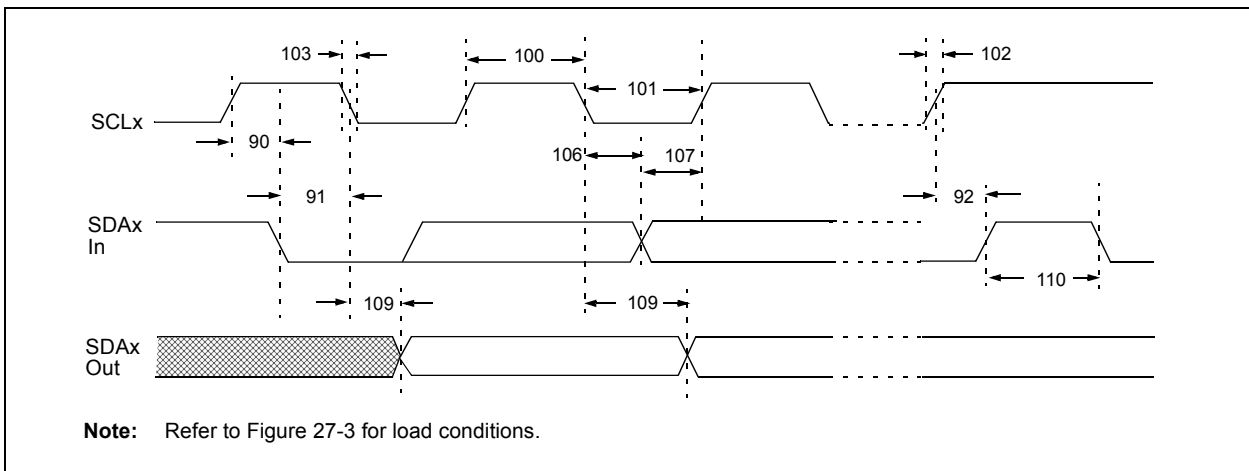 103
100
102
101
SCLx
90
106
107
91
92
SDAx
In
109
109
110
SDAx
Out
Note: Refer to Figure 27-3 for load conditions.